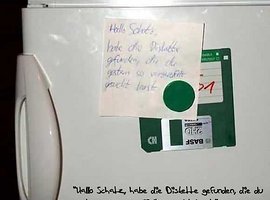 Hallo Schatz,
habe die Diskette
gefunden, die du
gestern so verzweifelt
gesucht hast.
BASF
HD
"Hallo Schatz, habe die Diskette gefunden, die du